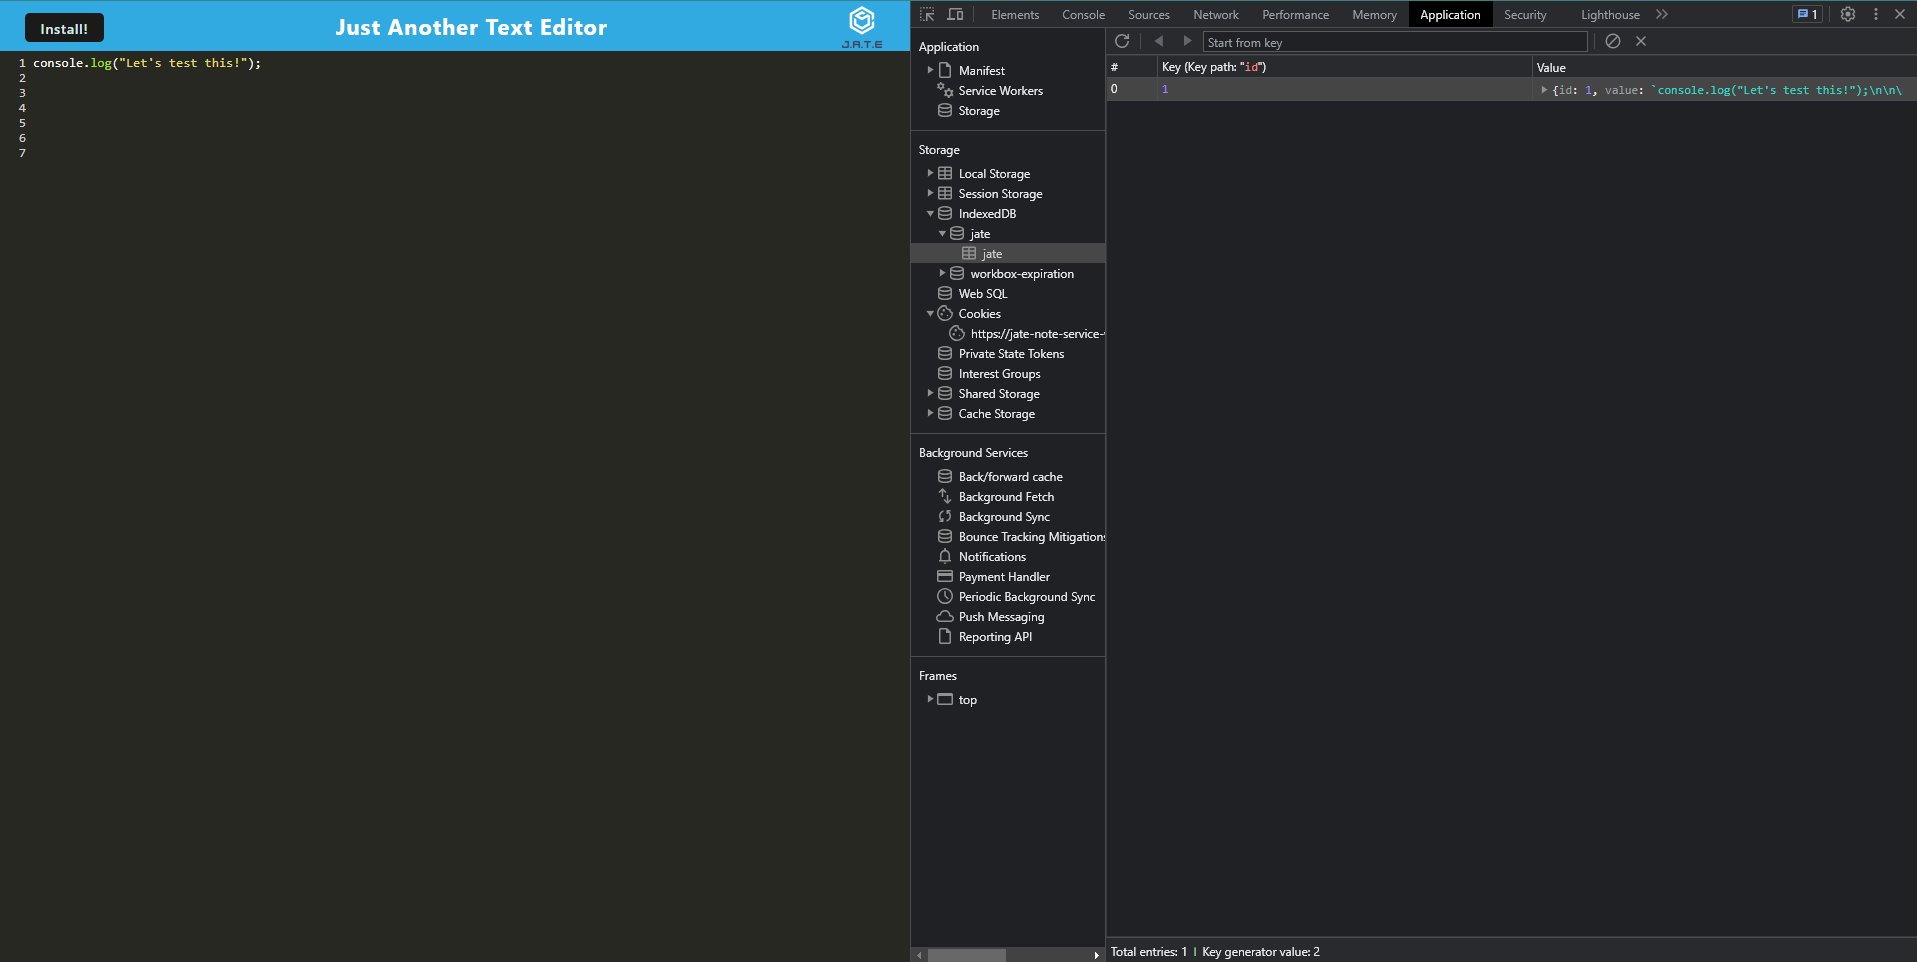 Install!
Just Another Text Editor
J.A.T.E
1 console.log("Let's test this!");
2
3
4
5
6
7
Elements Console Sources Network Performance Memory Application Security Lighthouse 1
Application
Manifest
Service Workers
Storage
Storage
Local Storage
Session Storage
IndexedDB
jate
jate
workbox-expiration
Web SQL
Cookies
https://jate-note-service-
Private State Tokens
Interest Groups
Shared Storage
Cache Storage
Background Services
Back/forward cache
Background Fetch
Background Sync
Bounce Tracking Mitigations
Notifications
Payment Handler
Periodic Background Sync
Push Messaging
Reporting API
Frames
top
Start from key
# Key (Key path: "id") Value
0 1 {id: 1, value: `console.log("Let's test this!");\n\n\
Total entries: 1 Key generator value: 2